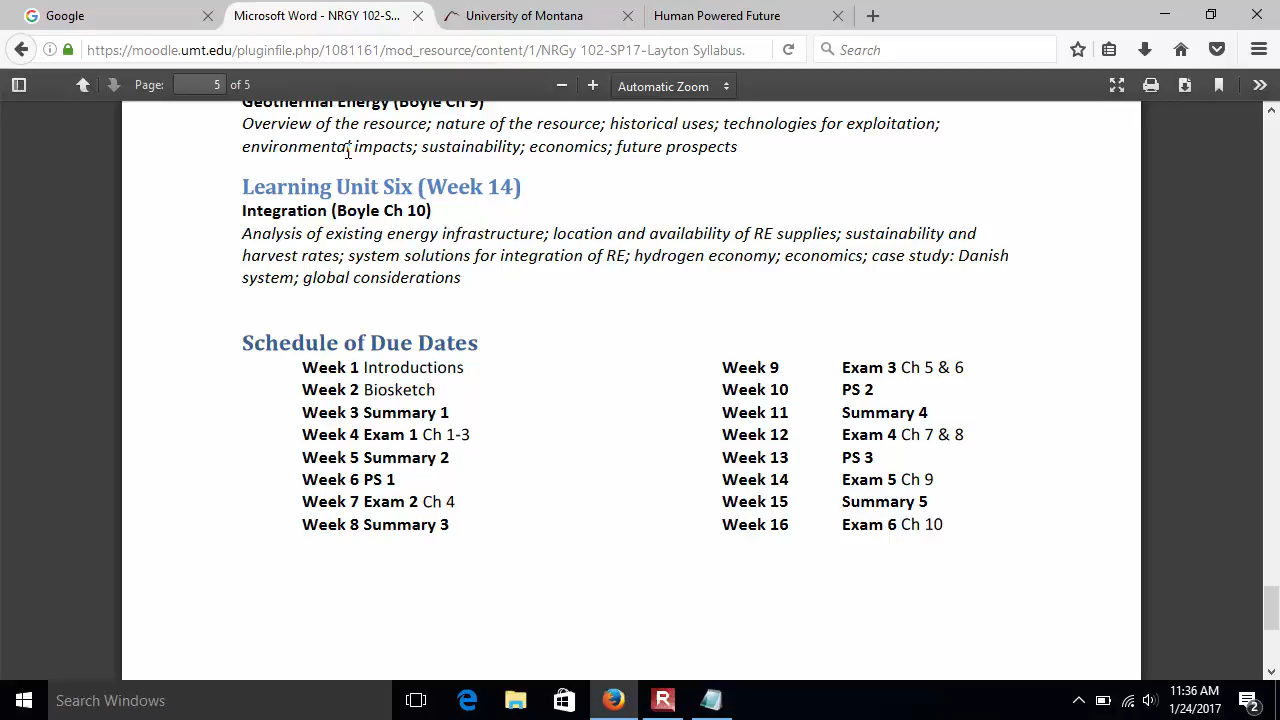 Google
Microsoft Word - NRGY 102-S...
University of Montana
Human Powered Future
https://moodle.umt.edu/pluginfile.php/1081161/mod_resource/content/1/NRGy 102-SP17-Layton Syllabus.
Search
Page: 5 of 5
Automatic Zoom
Geothermal Energy (Boyle Ch 9)
Overview of the resource; nature of the resource; historical uses; technologies for exploitation;
environmental impacts; sustainability; economics; future prospects
Learning Unit Six (Week 14)
Integration (Boyle Ch 10)
Analysis of existing energy infrastructure; location and availability of RE supplies; sustainability and
harvest rates; system solutions for integration of RE; hydrogen economy; economics; case study: Danish
system; global considerations
Schedule of Due Dates
Week 1 Introductions
Week 2 Biosketch
Week 3 Summary 1
Week 4 Exam 1 Ch 1-3
Week 5 Summary 2
Week 6 PS 1
Week 7 Exam 2 Ch 4
Week 8 Summary 3
Week 9 Exam 3 Ch 5 & 6
Week 10 PS 2
Week 11 Summary 4
Week 12 Exam 4 Ch 7 & 8
Week 13 PS 3
Week 14 Exam 5 Ch 9
Week 15 Summary 5
Week 16 Exam 6 Ch 10
Search Windows
11:36 AM
1/24/2017
2